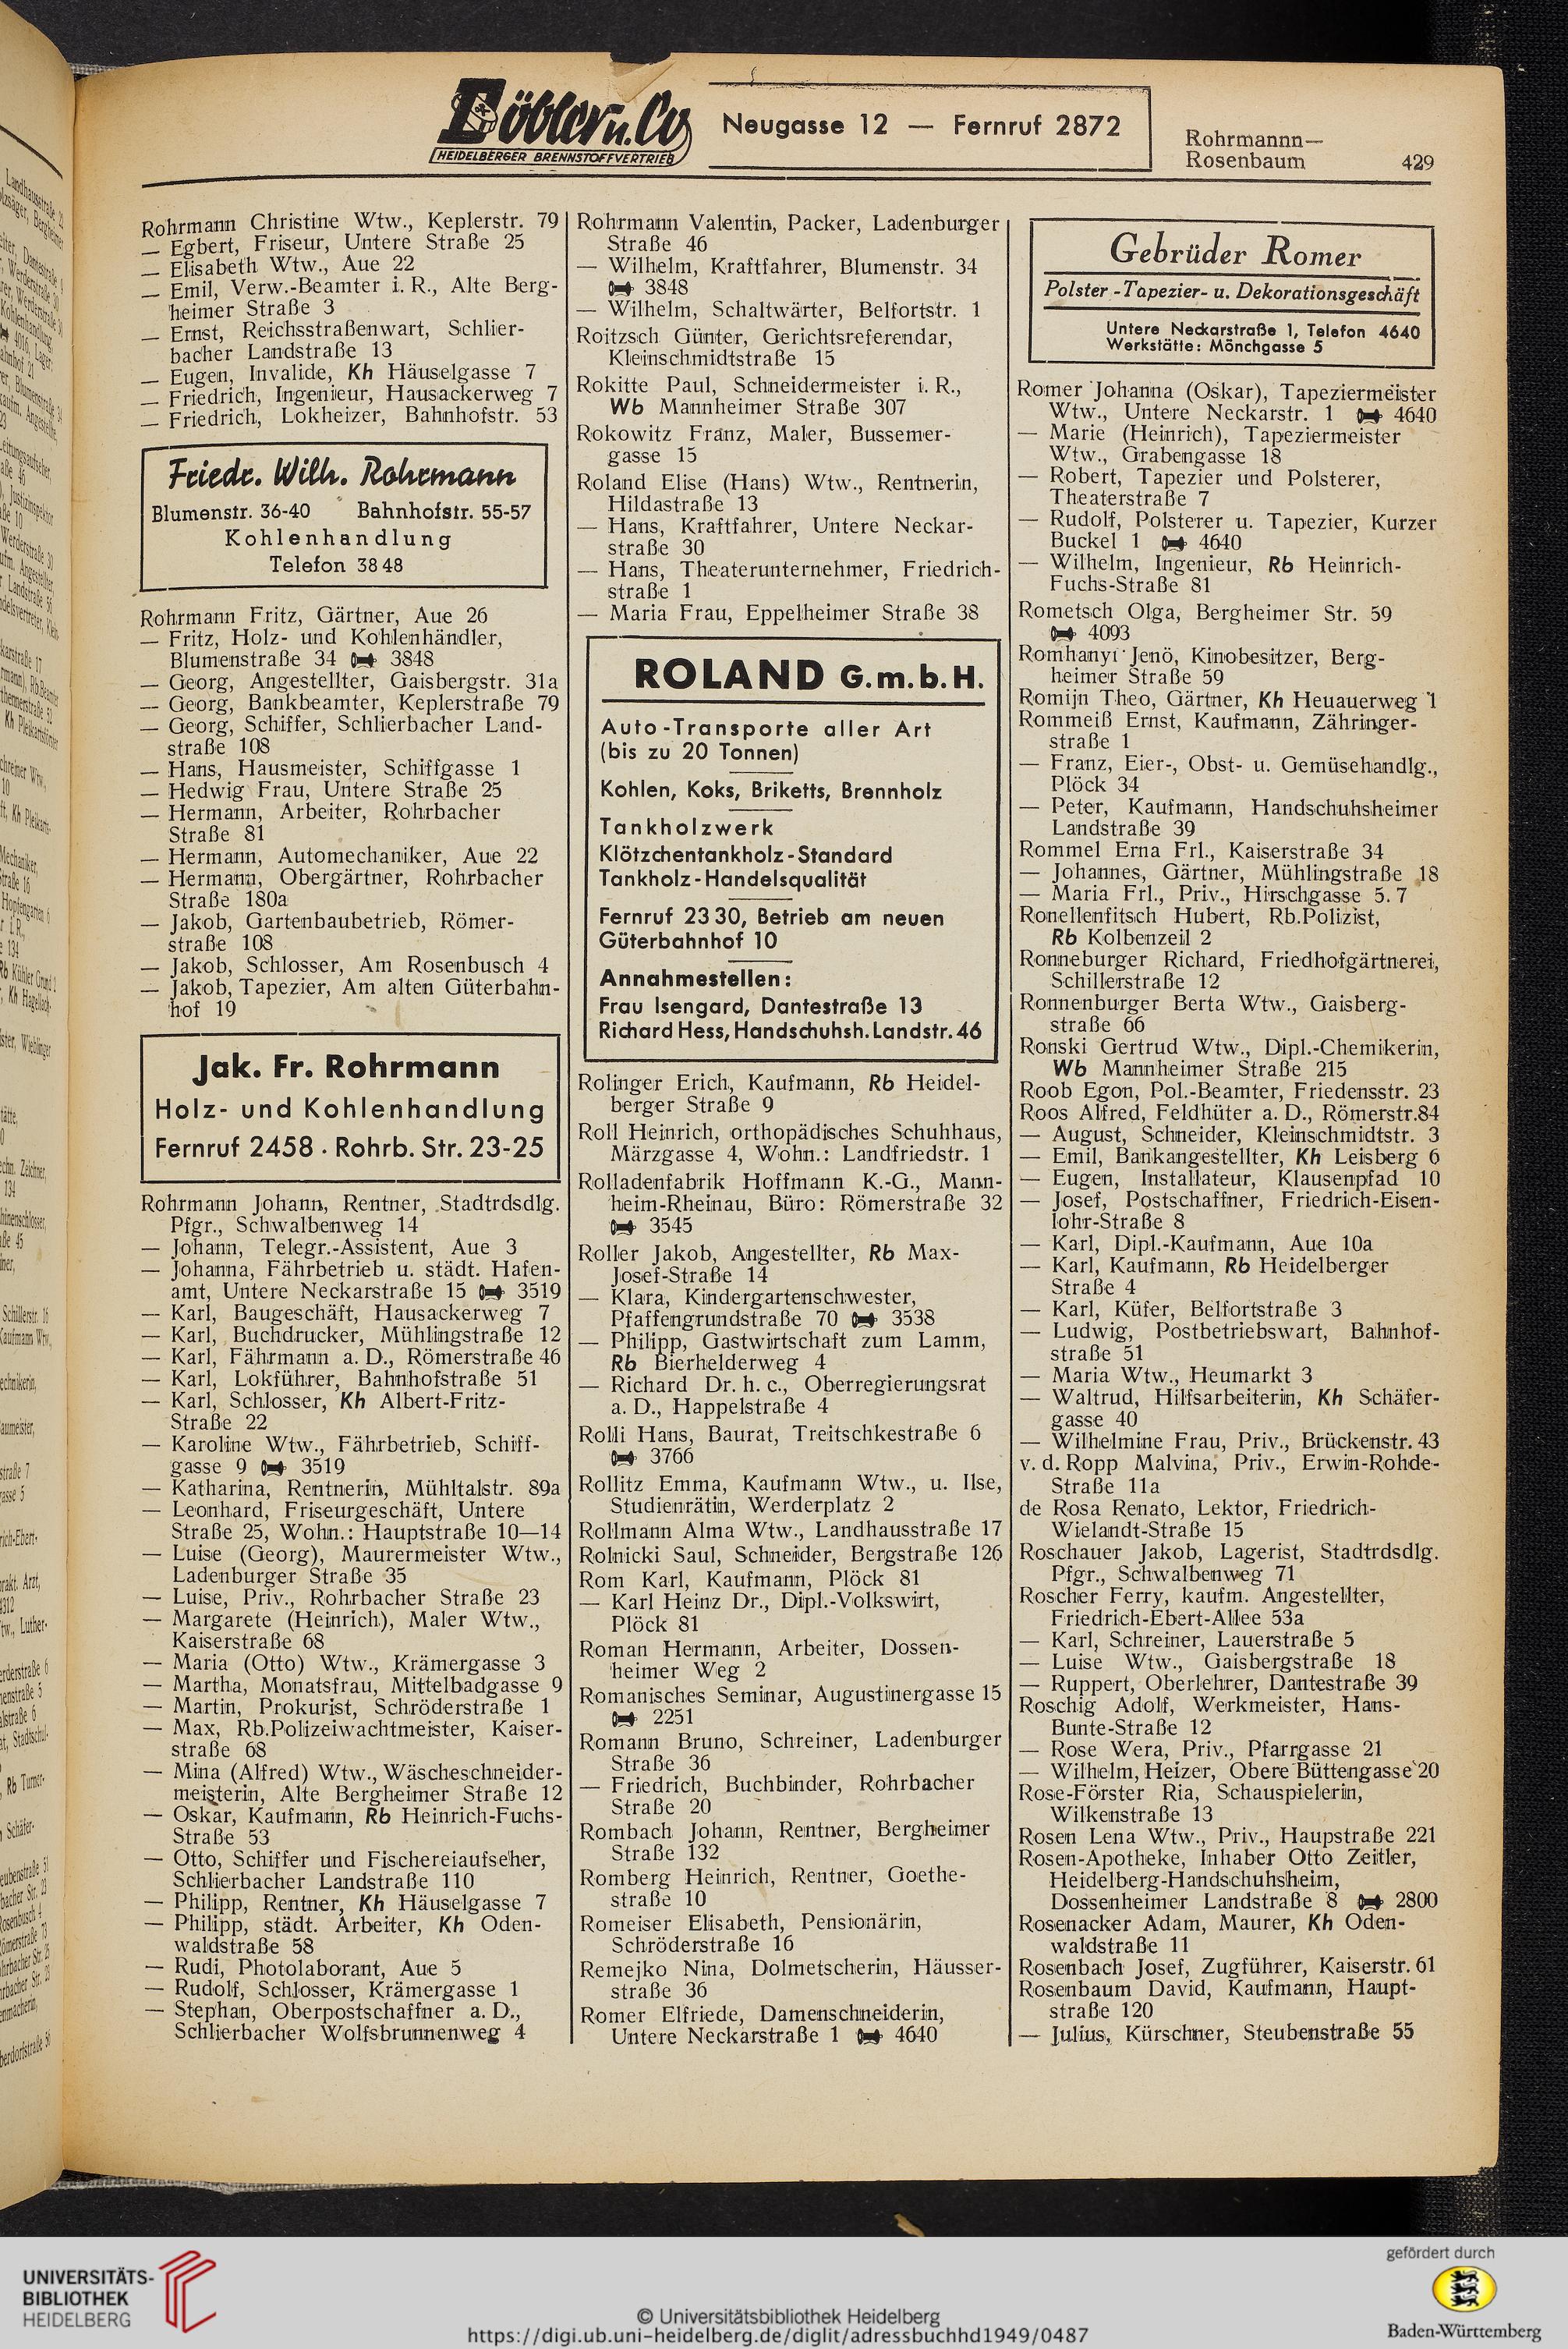 Döbler u. Co
HEIDELBERGER BRENNSTOFFVERTRIEB
Neugasse 12 — Fernruf 2872
Rohrmannn—
Rosenbaum 429
Rohrmann Christine Wtw., Keplerstr. 79
— Egbert, Friseur, Untere Straße 25
— Elisabeth Wtw., Aue 22
— Emil, Verw.-Beamter i. R., Alte Berg-
heimer Straße 3
— Ernst, Reichsstraßenwart, Schlier-
bacher Landstraße 13
— Eugen, Invalide, Kh Häuselgasse 7
— Friedrich, Ingenieur, Hausackerweg 7
— Friedrich, Lokheizer, Bahnhofstr. 53
Friedr. Wilh. Rohrmann
Blumenstr. 36-40 Bahnhofstr. 55-57
Kohlenhandlung
Telefon 38 48
Rohrmann Fritz, Gärtner, Aue 26
— Fritz, Holz- und Kohlenhändler,
Blumenstraße 34 3848
— Georg, Angestellter, Gaisbergstr. 31a
— Georg, Bankbeamter, Keplerstraße 79
— Georg, Schiffer, Schlierbacher Land-
straße 108
— Hans, Hausmeister, Schiffgasse 1
— Hedwig Frau, Untere Straße 25
— Hermann, Arbeiter, Rohrbacher
Straße 81
— Hermann, Automechaniker, Aue 22
— Hermann, Obergärtner, Rohrbacher
Straße 180a
— Jakob, Gartenbaubetrieb, Römer-
straße 108
— Jakob, Schlosser, Am Rosenbusch 4
— Jakob, Tapezier, Am alten Güterbahn-
hof 19
Jak. Fr. Rohrmann
Holz- und Kohlenhandlung
Fernruf 2458 · Rohrb. Str. 23-25
Rohrmann Johann, Rentner, Stadtrdsdlg.
Pfgr., Schwalbenweg 14
— Johann, Telegr.-Assistent, Aue 3
— Johanna, Fährbetrieb u. städt. Hafen-
amt, Untere Neckarstraße 15 3519
— Karl, Baugeschäft, Hausackerweg 7
— Karl, Buchdrucker, Mühlingstraße 12
— Karl, Fährmann a. D., Römerstraße 46
— Karl, Lokführer, Bahnhofstraße 51
— Karl, Schlosser, Kh Albert-Fritz-
Straße 22
— Karoline Wtw., Fährbetrieb, Schiff-
gasse 9 3519
— Katharina, Rentnerin, Mühltalstr. 89a
— Leonhard, Friseurgeschäft, Untere
Straße 25, Wohn.: Hauptstraße 10—14
— Luise (Georg), Maurermeister Wtw.,
Ladenburger Straße 35
— Luise, Priv., Rohrbacher Straße 23
— Margarete (Heinrich), Maler Wtw.,
Kaiserstraße 68
— Maria (Otto) Wtw., Krämergasse 3
— Martha, Monatsfrau, Mittelbadgasse 9
— Martin, Prokurist, Schröderstraße 1
— Max, Rb.Polizeiwachtmeister, Kaiser-
straße 68
— Mina (Alfred) Wtw., Wäscheschneider-
meisterin, Alte Bergheimer Straße 12
— Oskar, Kaufmann, Rb Heinrich-Fuchs-
Straße 53
— Otto, Schiffer und Fischereiaufseher,
Schlierbacher Landstraße 110
— Philipp, Rentner, Kh Häuselgasse 7
— Philipp, städt. Arbeiter, Kh Oden-
waldstraße 58
— Rudi, Photolaborant, Aue 5
— Rudolf, Schlosser, Krämergasse 1
— Stephan, Oberpostschaffner a. D.,
Schlierbacher Wolfsbrunnenweg 4
Rohrmann Valentin, Packer, Ladenburger
Straße 46
— Wilhelm, Kraftfahrer, Blumenstr. 34
3848
— Wilhelm, Schaltwärter, Belfortstr. 1
Roitzsch Günter, Gerichtsreferendar,
Kleinschmidtstraße 15
Rokitte Paul, Schneidermeister i. R.,
Wb Mannheimer Straße 307
Rokowitz Franz, Maler, Bussemer-
gasse 15
Roland Elise (Hans) Wtw., Rentnerin,
Hildastraße 13
— Hans, Kraftfahrer, Untere Neckar-
straße 30
— Hans, Theaterunternehmer, Friedrich-
straße 1
— Maria Frau, Eppelheimer Straße 38
ROLAND G.m.b.H.
Auto-Transporte aller Art
(bis zu 20 Tonnen)
Kohlen, Koks, Briketts, Brennholz
Tankholzwerk
Klötzchentankholz-Standard
Tankholz-Handelsqualität
Fernruf 23 30, Betrieb am neuen
Güterbahnhof 10
Annahmestellen:
Frau Isengard, Dantestraße 13
Richard Hess, Handschuhsh. Landstr. 46
Rolinger Erich, Kaufmann, Rb Heidel-
berger Straße 9
Roll Heinrich, orthopädisches Schuhhaus,
Märzgasse 4, Wohn.: Landfriedstr. 1
Rolladenfabrik Hoffmann K.-G., Mann-
heim-Rheinau, Büro: Römerstraße 32
3545
Roller Jakob, Angestellter, Rb Max-
Josef-Straße 14
— Klara, Kindergartenschwester,
Pfaffengrundstraße 70 3538
— Philipp, Gastwirtschaft zum Lamm,
Rb Bierhelderweg 4
— Richard Dr. h. c., Oberregierungsrat
a. D., Happelstraße 4
Rolli Hans, Baurat, Treitschkestraße 6
3766
Rollitz Emma, Kaufmann Wtw., u. Ilse,
Studienrätin, Werderplatz 2
Rollmann Alma Wtw., Landhausstraße 17
Rolnicki Saul, Schneider, Bergstraße 126
Rom Karl, Kaufmann, Plöck 81
— Karl Heinz Dr., Dipl.-Volkswirt,
Plöck 81
Roman Hermann, Arbeiter, Dossen-
heimer Weg 2
Romanisches Seminar, Augustinergasse 15
2251
Romann Bruno, Schreiner, Ladenburger
Straße 36
— Friedrich, Buchbinder, Rohrbacher
Straße 20
Rombach Johann, Rentner, Bergheimer
Straße 132
Romberg Heinrich, Rentner, Goethe-
straße 10
Romeiser Elisabeth, Pensionärin,
Schröderstraße 16
Remejko Nina, Dolmetscherin, Häusser-
straße 36
Romer Elfriede, Damenschneiderin,
Untere Neckarstraße 1 4640
Gebrüder Romer
Polster-Tapezier- u. Dekorationsgeschäft
Untere Neckarstraße 1, Telefon 4640
Werkstätte: Mönchgasse 5
Romer Johanna (Oskar), Tapeziermeister
Wtw., Untere Neckarstr. 1 4640
— Marie (Heinrich), Tapeziermeister
Wtw., Grabengasse 18
— Robert, Tapezier und Polsterer,
Theaterstraße 7
— Rudolf, Polsterer u. Tapezier, Kurzer
Buckel 1 4640
— Wilhelm, Ingenieur, Rb Heinrich-
Fuchs-Straße 81
Rometsch Olga, Bergheimer Str. 59
4093
Romhanyi Jenö, Kinobesitzer, Berg-
heimer Straße 59
Romijn Theo, Gärtner, Kh Heuauerweg 1
Rommeiß Ernst, Kaufmann, Zähringer-
straße 1
— Franz, Eier-, Obst- u. Gemüsehandlg.,
Plöck 34
— Peter, Kaufmann, Handschuhsheimer
Landstraße 39
Rommel Erna Frl., Kaiserstraße 34
— Johannes, Gärtner, Mühlingstraße 18
— Maria Frl., Priv., Hirschgasse 5. 7
Ronellenfitsch Hubert, Rb.Polizist,
Rb Kolbenzeil 2
Ronneburger Richard, Friedhofgärtnerei,
Schillerstraße 12
Ronnenburger Berta Wtw., Gaisberg-
straße 66
Ronski Gertrud Wtw., Dipl.-Chemikerin,
Wb Mannheimer Straße 215
Roob Egon, Pol.-Beamter, Friedensstr. 23
Roos Alfred, Feldhüter a. D., Römerstr.84
— August, Schneider, Kleinschmidtstr. 3
— Emil, Bankangestellter, Kh Leisberg 6
— Eugen, Installateur, Klausenpfad 10
— Josef, Postschaffner, Friedrich-Eisen-
lohr-Straße 8
— Karl, Dipl.-Kaufmann, Aue 10a
— Karl, Kaufmann, Rb Heidelberger
Straße 4
— Karl, Küfer, Belfortstraße 3
— Ludwig, Postbetriebswart, Bahnhof-
straße 51
— Maria Wtw., Heumarkt 3
— Waltrud, Hilfsarbeiterin, Kh Schäfer-
gasse 40
— Wilhelmine Frau, Priv., Brückenstr. 43
v. d. Ropp Malvina, Priv., Erwin-Rohde-
Straße 11a
de Rosa Renato, Lektor, Friedrich-
Wielandt-Straße 15
Roschauer Jakob, Lagerist, Stadtrdsdlg.
Pfgr., Schwalbenweg 71
Roscher Ferry, kaufm. Angestellter,
Friedrich-Ebert-Allee 53a
— Karl, Schreiner, Lauerstraße 5
— Luise Wtw., Gaisbergstraße 18
— Ruppert, Oberlehrer, Dantestraße 39
Roschig Adolf, Werkmeister, Hans-
Bunte-Straße 12
— Rose Wera, Priv., Pfarrgasse 21
— Wilhelm, Heizer, Obere Büttengasse 20
Rose-Förster Ria, Schauspielerin,
Wilkenstraße 13
Rosen Lena Wtw., Priv., Haupstraße 221
Rosen-Apotheke, Inhaber Otto Zeitler,
Heidelberg-Handschuhsheim,
Dossenheimer Landstraße 8 2800
Rosenacker Adam, Maurer, Kh Oden-
waldstraße 11
Rosenbach Josef, Zugführer, Kaiserstr. 61
Rosenbaum David, Kaufmann, Haupt-
straße 120
— Julius, Kürschner, Steubenstraße 55
UNIVERSITÄTS-
BIBLIOTHEK
HEIDELBERG
© Universitätsbibliothek Heidelberg
https://digi.ub.uni-heidelberg.de/diglit/adressbuchhd1949/0487
gefördert durch
Baden-Württemberg